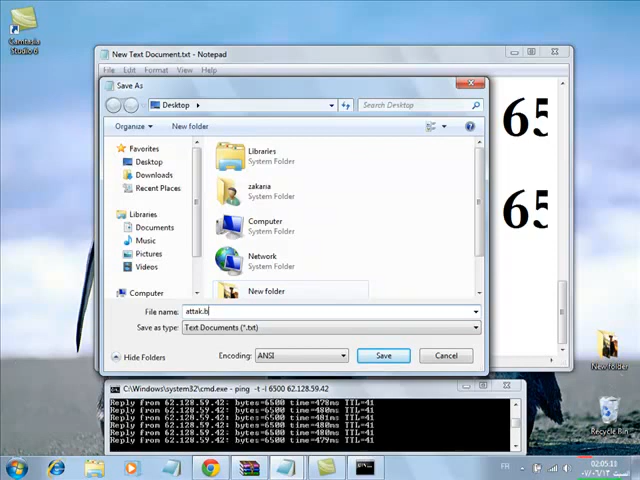 Camtasia
Studio 6
New Text Document.txt - Notepad
File Edit Format View Help
Save As
Desktop
Search Desktop
Organize
New folder
Favorites
Desktop
Downloads
Recent Places
Libraries
Documents
Music
Pictures
Videos
Computer
Libraries
System Folder
zakaria
System Folder
Computer
System Folder
Network
System Folder
New folder
File name: attak.b
Save as type: Text Documents (*.txt)
Hide Folders
Encoding: ANSI
Save
Cancel
65
65
New folder
Recycle Bin
C:\Windows\system32\cmd.exe - ping -t -l 6500 62.128.59.42
Reply from 62.128.59.42: bytes=6500 time=478ms TTL=41
Reply from 62.128.59.42: bytes=6500 time=480ms TTL=41
Reply from 62.128.59.42: bytes=6500 time=481ms TTL=41
Reply from 62.128.59.42: bytes=6500 time=480ms TTL=41
Reply from 62.128.59.42: bytes=6500 time=480ms TTL=41
Reply from 62.128.59.42: bytes=6500 time=479ms TTL=41
FR
02:05:13